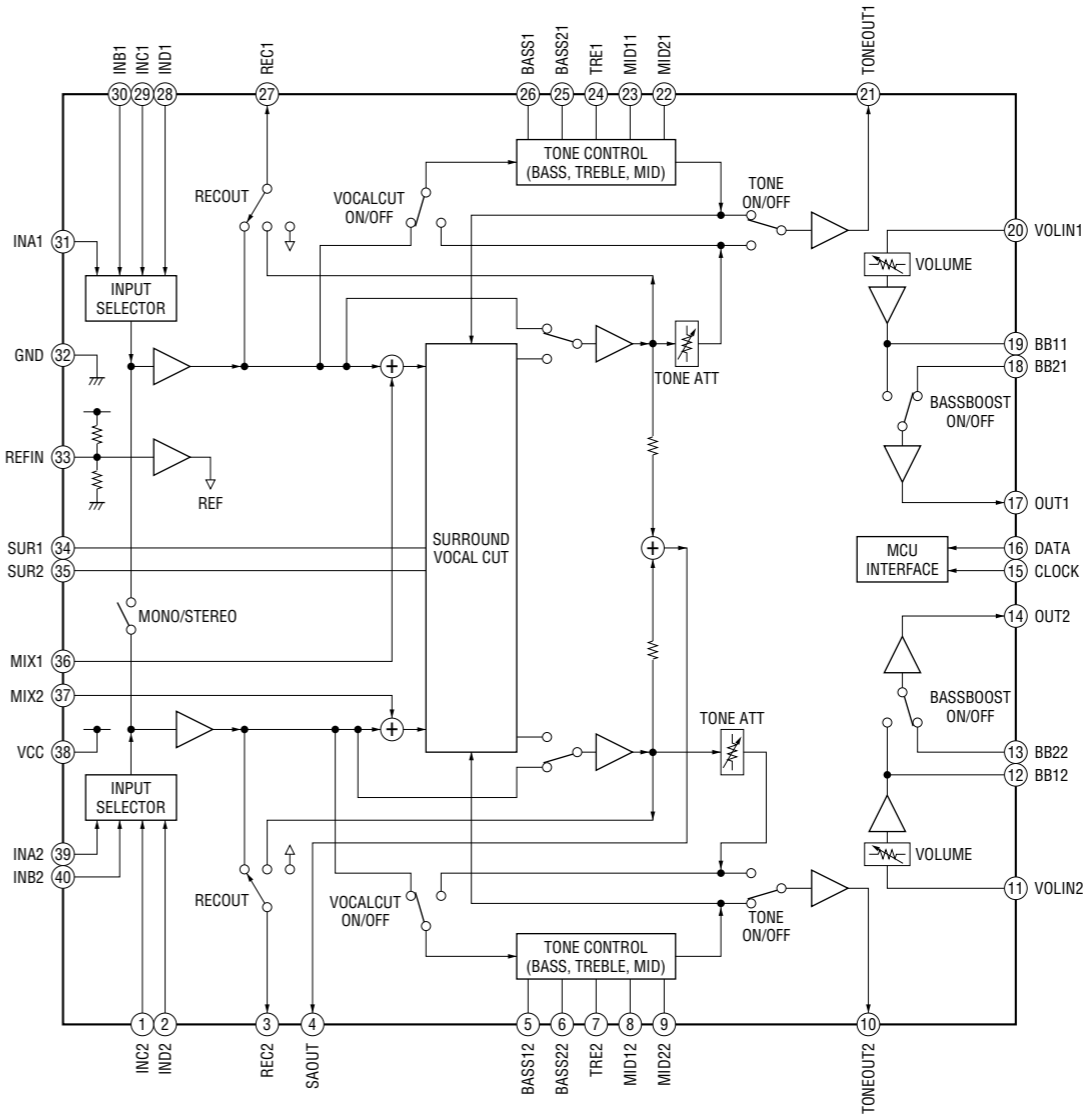 INB1
INC1
IND1
REC1
BASS1
BASS21
TRE1
MID11
MID21
TONEOUT1
30
29
28
27
26
25
24
23
22
21
TONE CONTROL
(BASS, TREBLE, MID)
RECOUT
VOCALCUT
ON/OFF
TONE
ON/OFF
INA1
31
20
VOLIN1
VOLUME
INPUT
SELECTOR
GND
32
19
BB11
18
BB21
TONE ATT
BASSBOOST
ON/OFF
REFIN
33
REF
17
OUT1
SUR1
34
SUR2
35
SURROUND
VOCAL CUT
MCU
INTERFACE
16
DATA
15
CLOCK
MONO/STEREO
14
OUT2
MIX1
36
MIX2
37
TONE ATT
BASSBOOST
ON/OFF
VCC
38
13
BB22
12
BB12
INPUT
SELECTOR
INA2
39
INB2
40
VOLUME
11
VOLIN2
RECOUT
VOCALCUT
ON/OFF
TONE
ON/OFF
TONE CONTROL
(BASS, TREBLE, MID)
1
2
3
4
5
6
7
8
9
10
INC2
IND2
REC2
SAOUT
BASS12
BASS22
TRE2
MID12
MID22
TONEOUT2